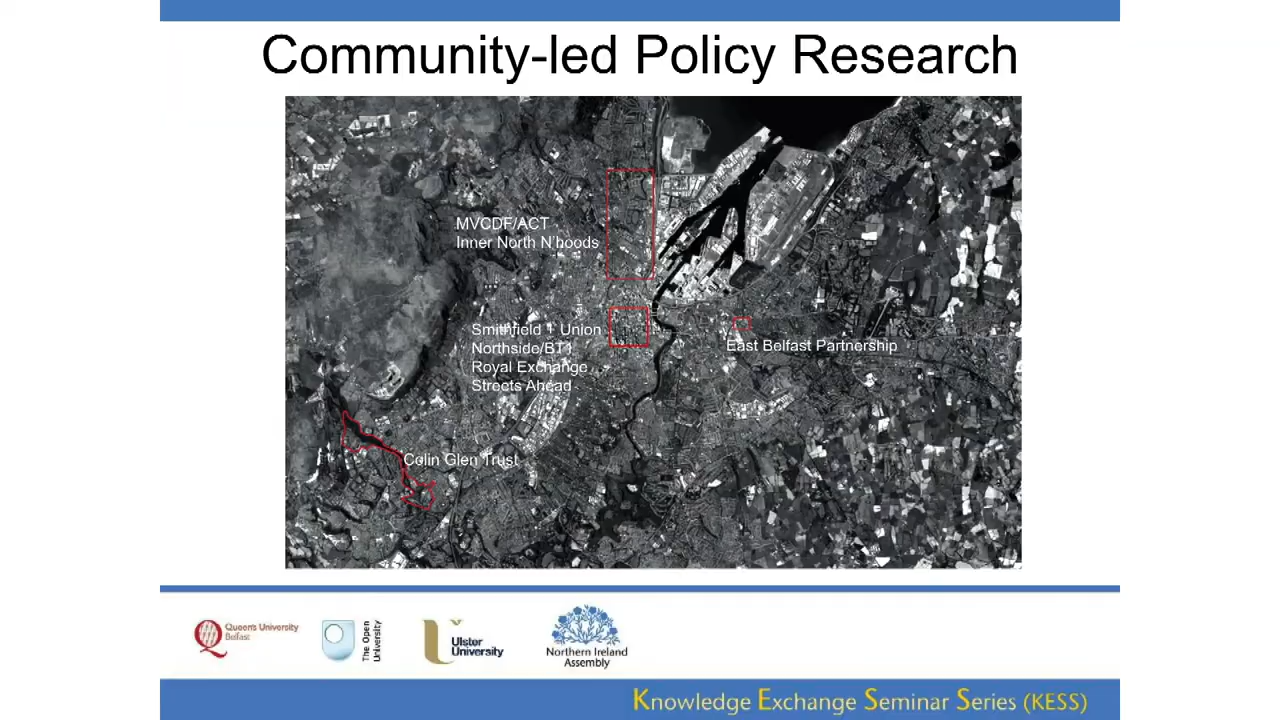 Community-led Policy Research
MVCDF/ACT
Inner North N'hoods
Smithfield + Union
Northside/BT1
Royal Exchange
Streets Ahead
East Belfast Partnership
Colin Glen Trust
Queen's University
Belfast
The Open
University
Ulster
University
Northern Ireland
Assembly
Knowledge Exchange Seminar Series (KESS)